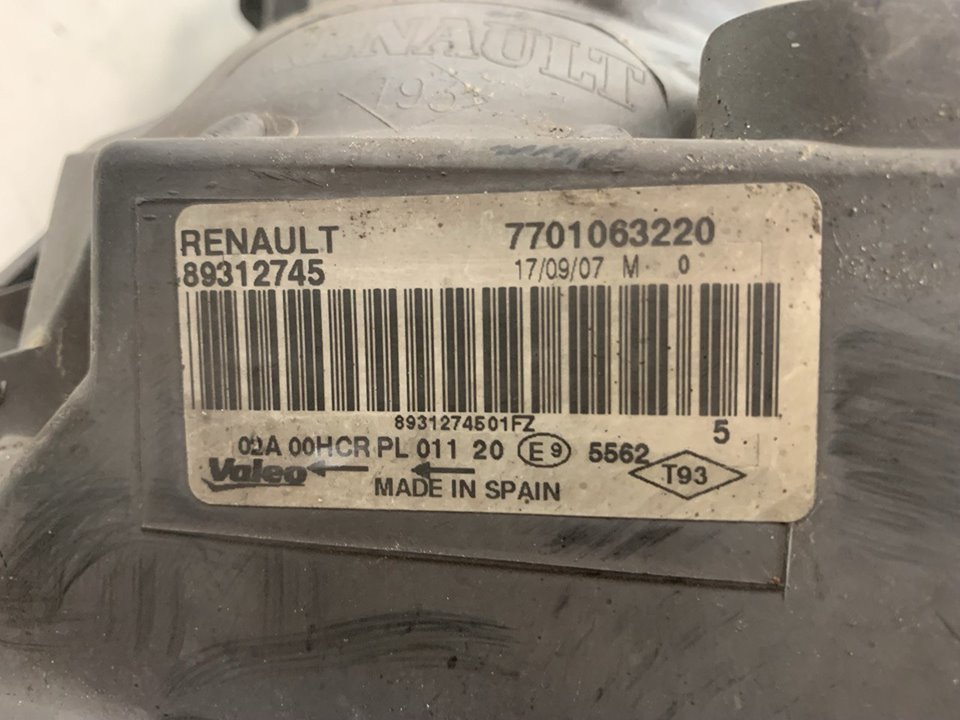 RENAULT
RENAULT 7701063220
89312745 17/09/07 M 0
8931274501FZ 5
02A 00HCR PL 011 20 E9 5562
Valeo MADE IN SPAIN T93